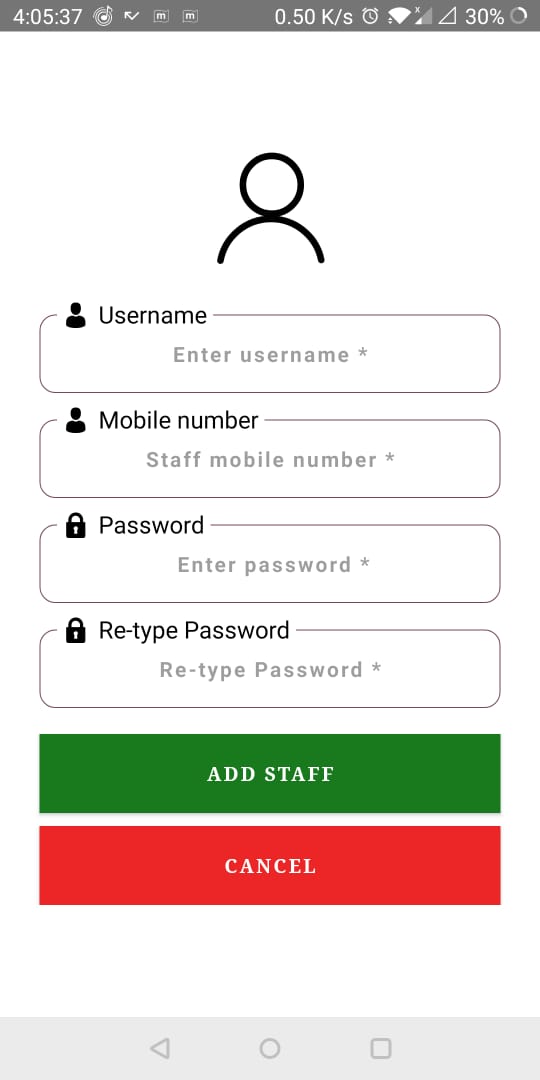 4:05:37 m m 0.50 K/s x 30%
Username
Enter username *
Mobile number
Staff mobile number *
Password
Enter password *
Re-type Password
Re-type Password *
ADD STAFF
CANCEL